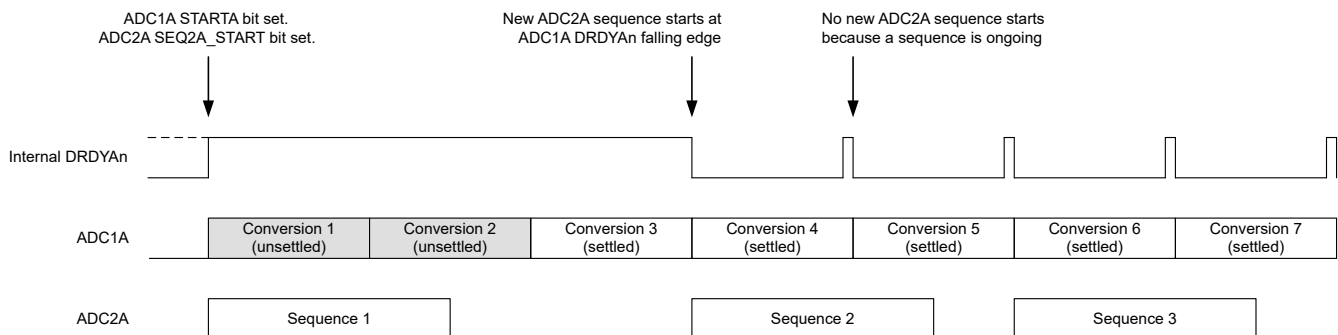 ADC1A STARTA bit set.
ADC2A SEQ2A_START bit set.
New ADC2A sequence starts at
ADC1A DRDYAn falling edge
No new ADC2A sequence starts
because a sequence is ongoing
Internal DRDYAn
ADC1A
Conversion 1
(unsettled)
Conversion 2
(unsettled)
Conversion 3
(settled)
Conversion 4
(settled)
Conversion 5
(settled)
Conversion 6
(settled)
Conversion 7
(settled)
ADC2A
Sequence 1
Sequence 2
Sequence 3